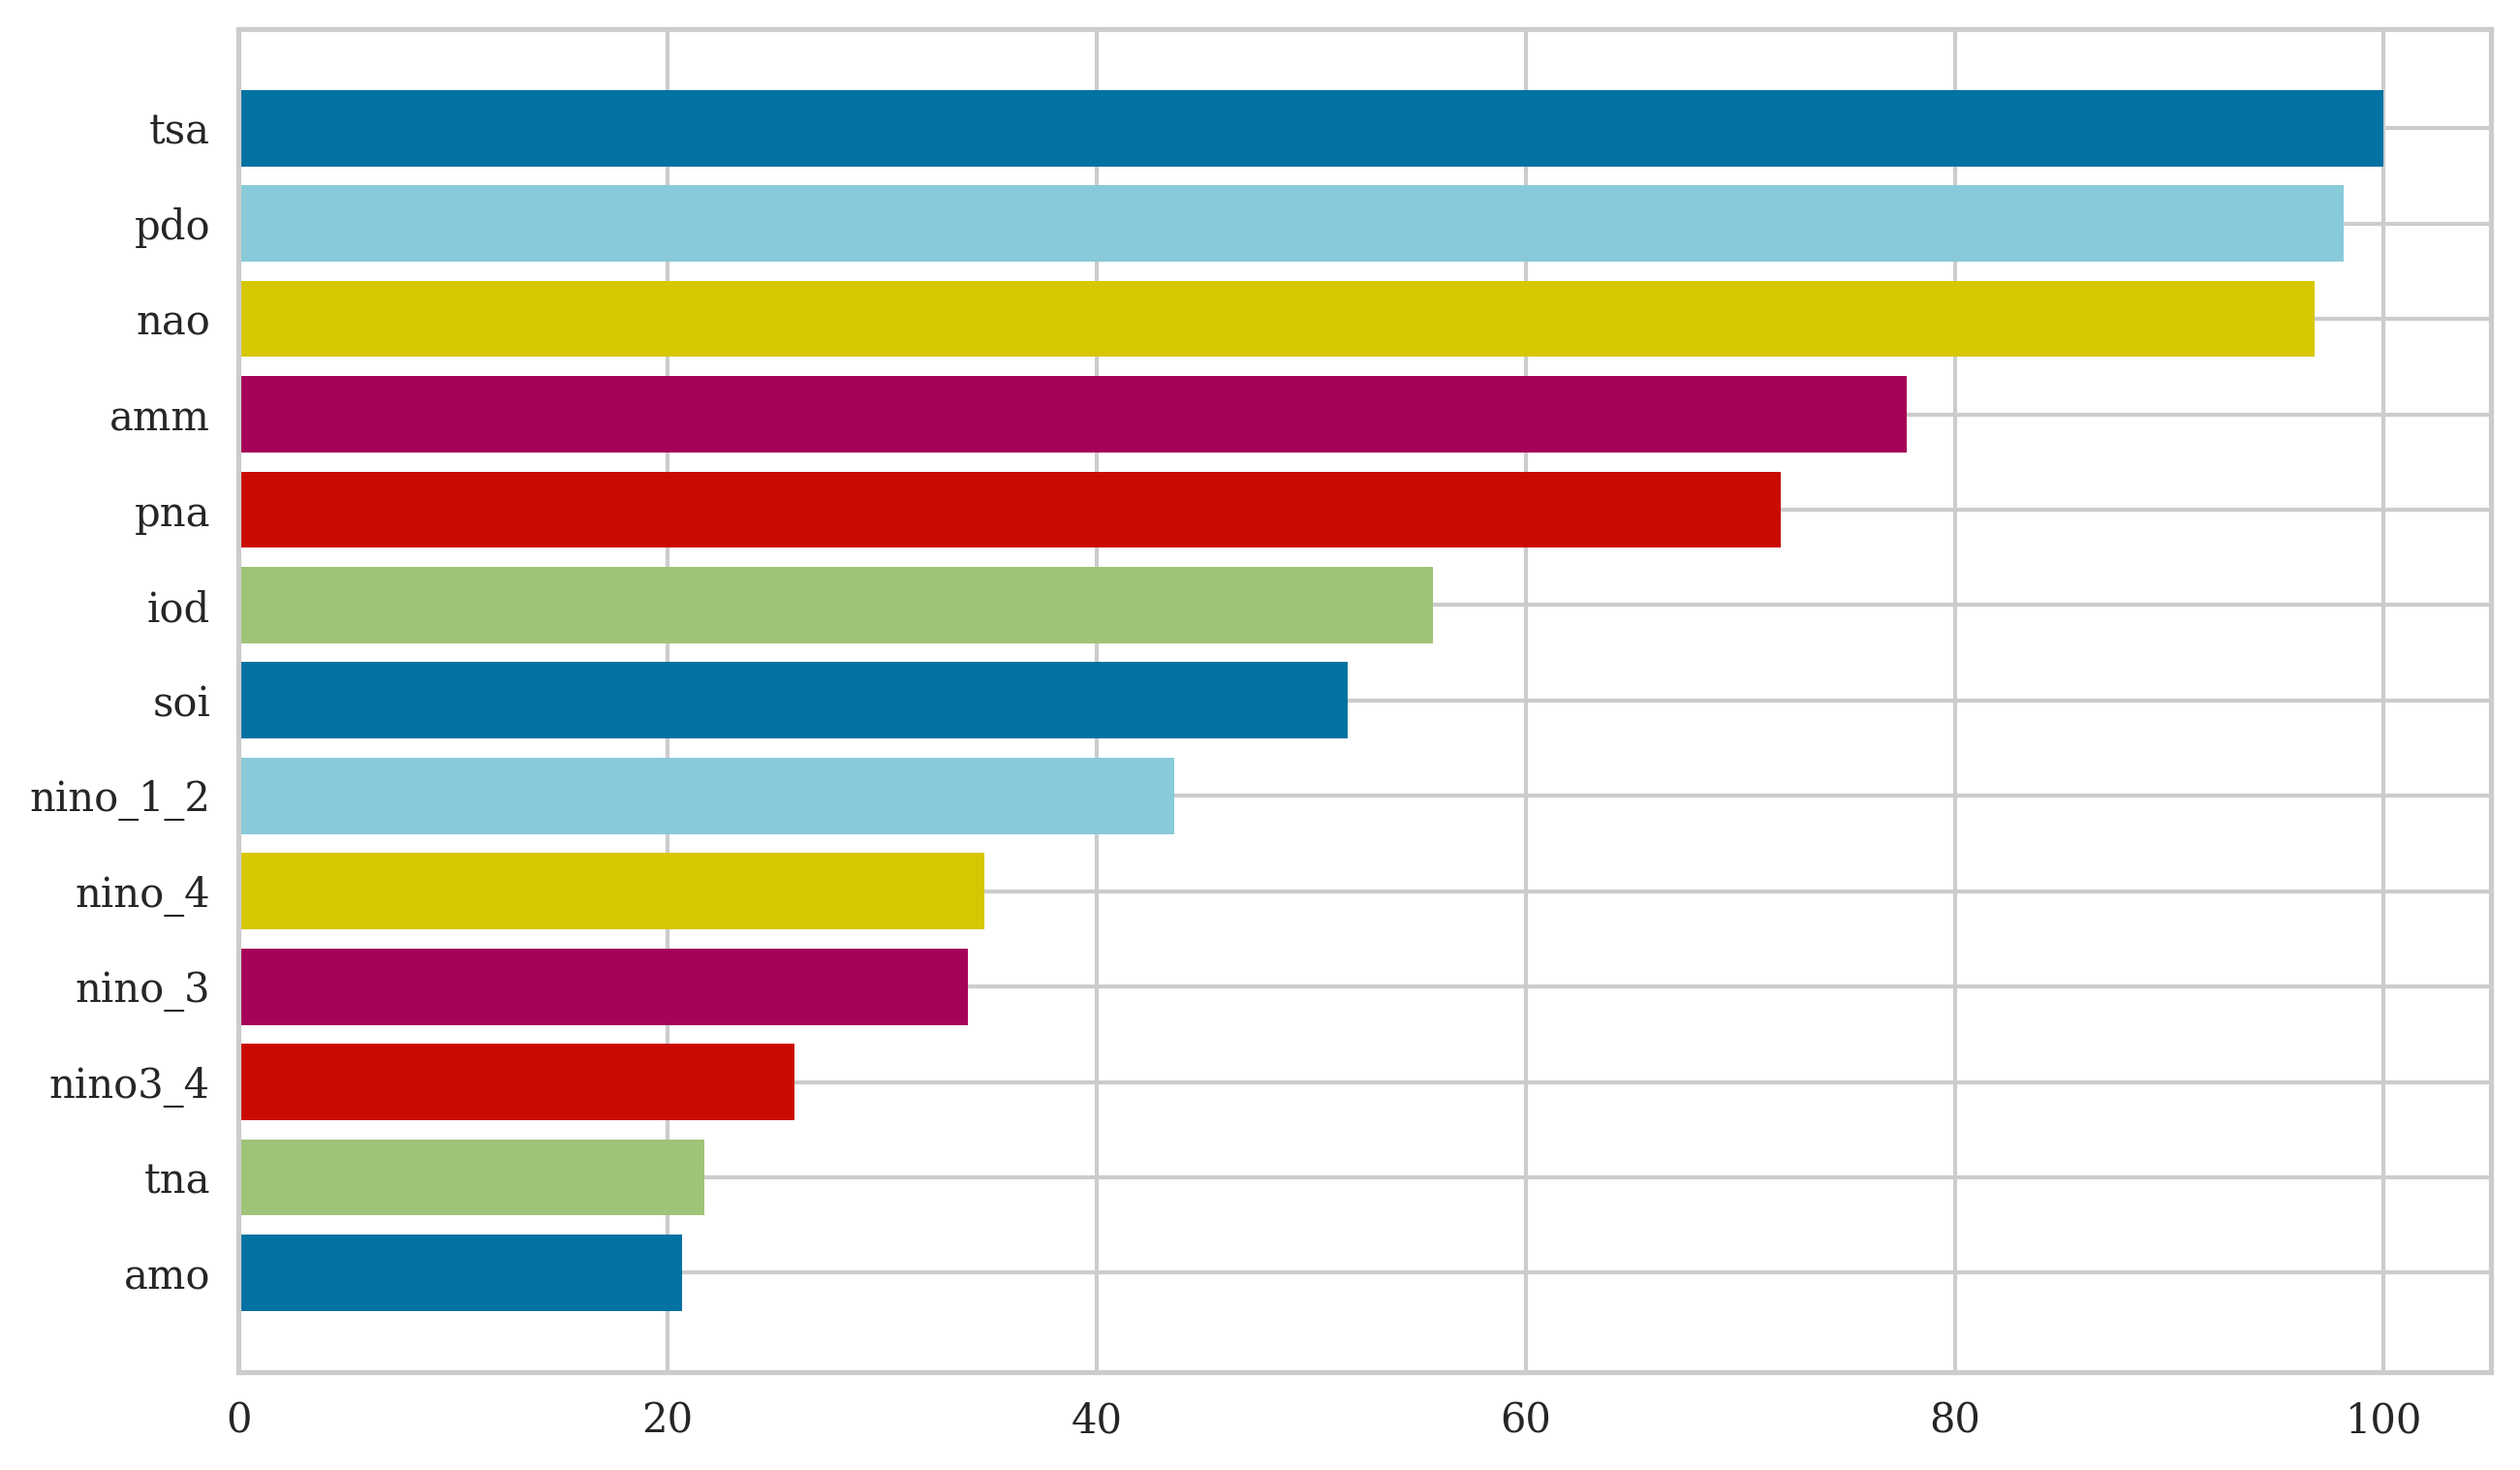 tsa
pdo
nao
amm
pna
iod
soi
nino_1_2
nino_4
nino_3
nino3_4
tna
amo
0 20 40 60 80 100